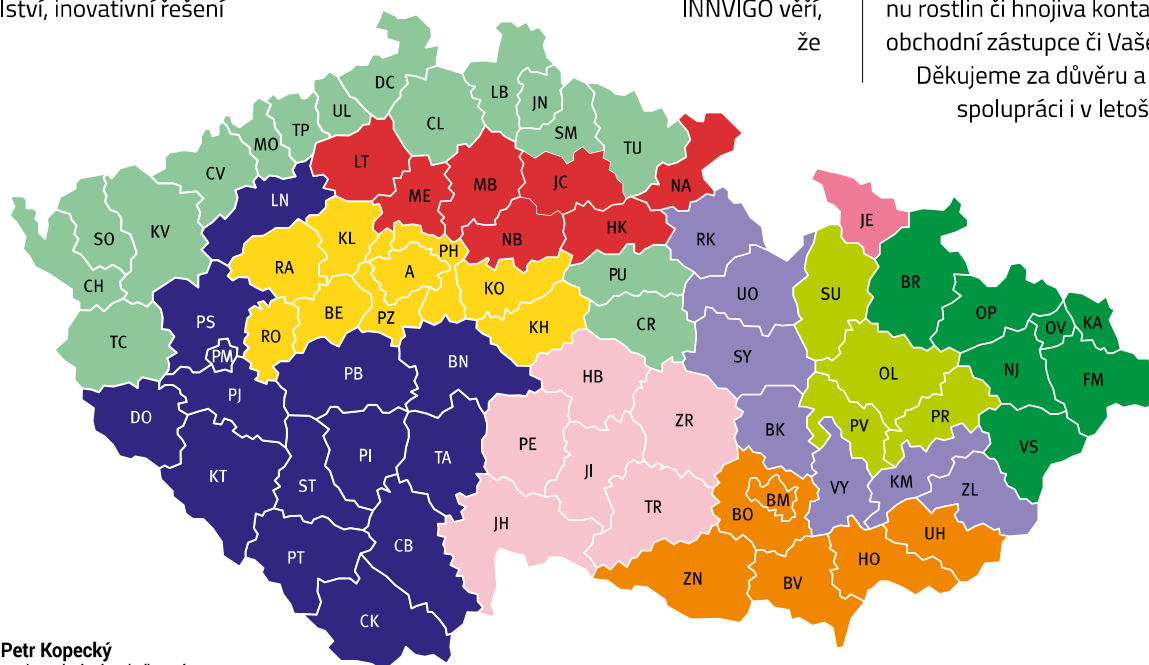 lství, inovativní řešení
INNVIGO věří,
že
nu rostlin či hnojiva konta
obchodní zástupce či Vaše
Děkujeme za důvěru a
spolupráci i v letoš
DC
LB
JN
UL
CL
TP
MO
SM
TU
CV
LT
ME
MB
JC
NA
LN
SO
KV
KL
PH
NB
HK
RK
JE
CH
RA
A
KO
PU
UO
SU
BR
OP
OV
KA
TC
PS
RO
BE
PZ
KH
CR
PM
PB
BN
HB
SY
OL
NJ
FM
DO
PJ
PE
ZR
BK
PV
PR
VS
KT
ST
PI
TA
JI
TR
BM
BO
VY
KM
ZL
PT
CB
JH
ZN
BV
HO
UH
CK
Petr Kopecký